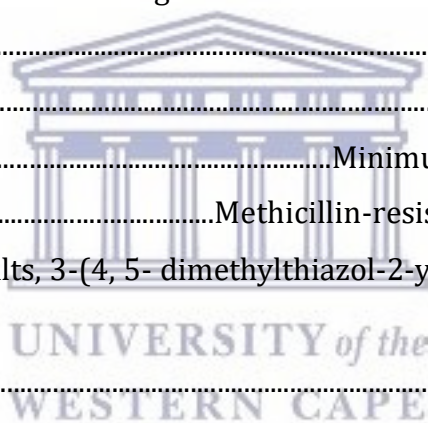 .......................................................
.......................................................
..........................................Minimu
...........................Methicillin-resis
lts, 3-(4, 5- dimethylthiazol-2-y
UNIVERSITY of the
.......................................................
WESTERN CAPE